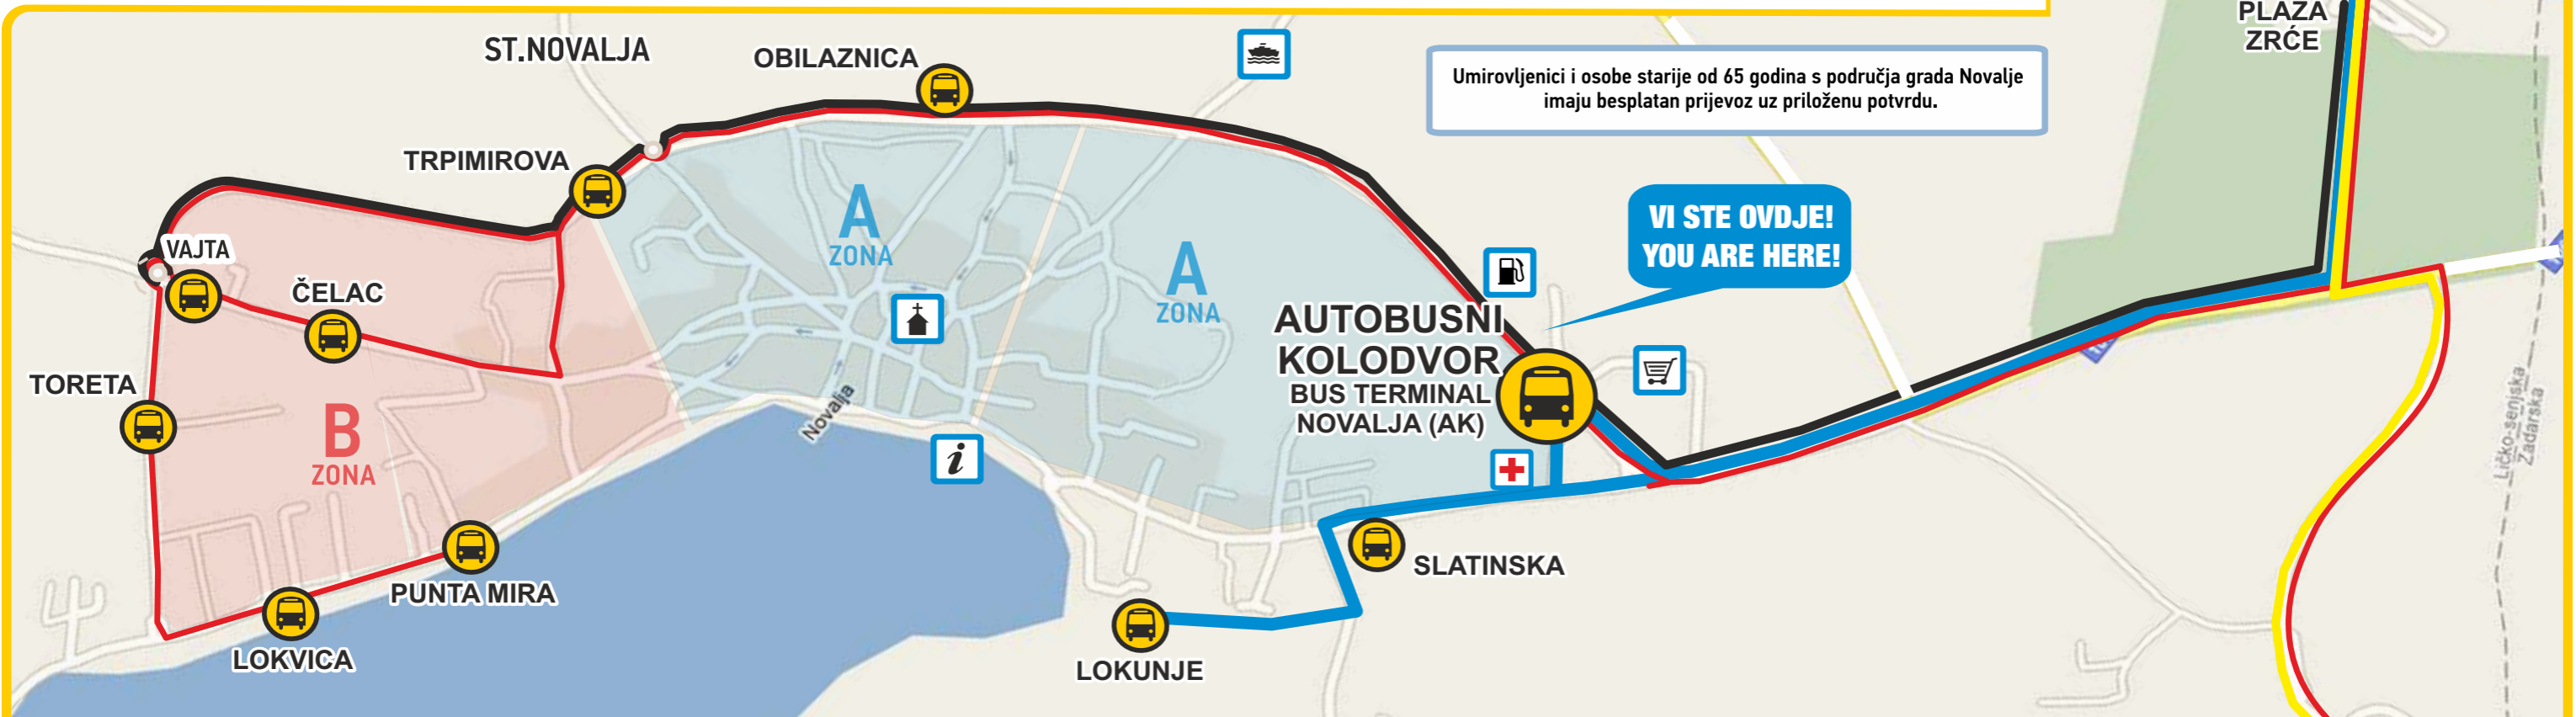 PLAŽA
ZRĆE
ST.NOVALJA
OBILAZNICA
Umirovljenici i osobe starije od 65 godina s područja grada Novalje
imaju besplatan prijevoz uz priloženu potvrdu.
TRPIMIROVA
A
ZONA
VI STE OVDJE!
YOU ARE HERE!
VAJTA
ČELAC
A
ZONA
AUTOBUSNI
KOLODVOR
BUS TERMINAL
NOVALJA (AK)
TORETA
B
ZONA
Novalja
i
Ličko-senjska
Zadarska
PUNTA MIRA
SLATINSKA
LOKVICA
LOKUNJE